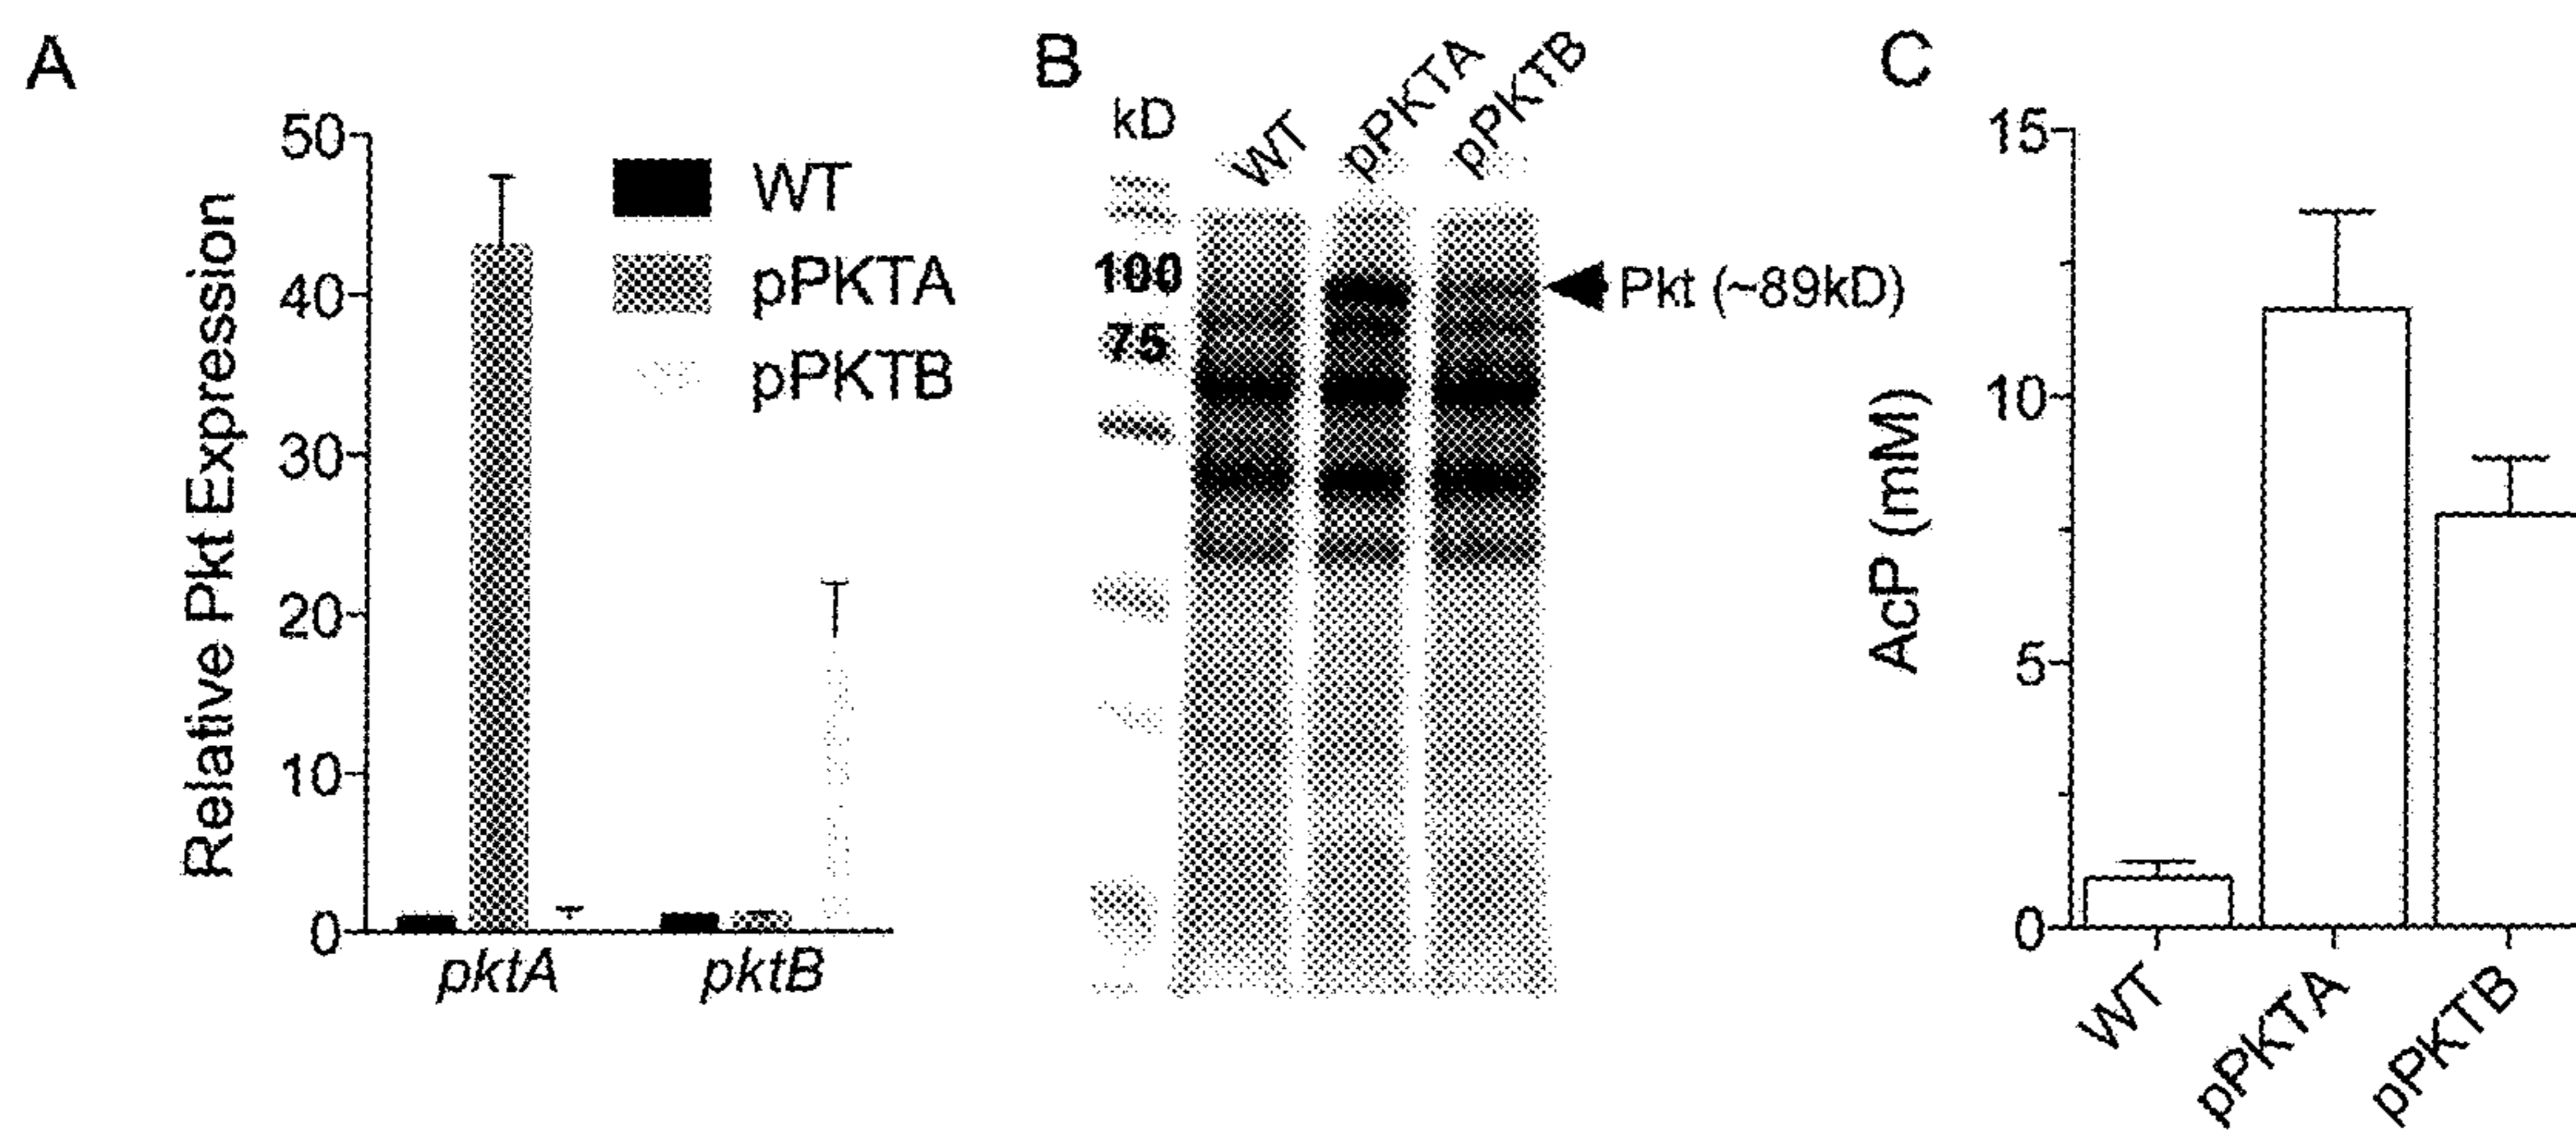 A
Relative Pkt Expression
50
40
30
20
10
0
WT
pPKTA
pPKTB
pktA
pktB
B
kD
WT
pPKTA
pPKTB
100
75
Pkt (~89kD)
C
AcP (mM)
15
10
5
0
WT
pPKTA
pPKTB